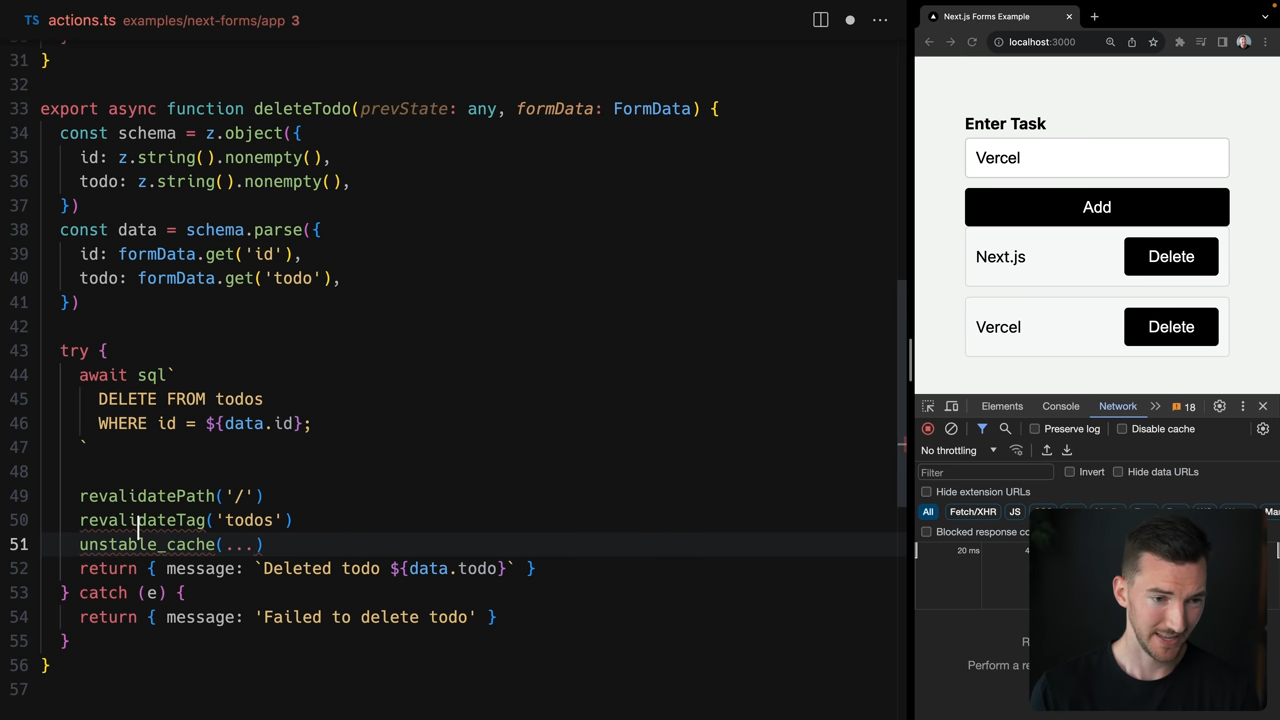 TS actions.ts examples/next-forms/app 3
31 }
32
33 export async function deleteTodo(prevState: any, formData: FormData) {
34 const schema = z.object({
35 id: z.string().nonempty(),
36 todo: z.string().nonempty(),
37 })
38 const data = schema.parse({
39 id: formData.get('id'),
40 todo: formData.get('todo'),
41 })
42
43 try {
44 await sql`
45 DELETE FROM todos
46 WHERE id = ${data.id};
47 `
48
49 revalidatePath('/')
50 revalidateTag('todos')
51 unstable_cache(...)
52 return { message: `Deleted todo ${data.todo}` }
53 } catch (e) {
54 return { message: 'Failed to delete todo' }
55 }
56 }
57
Next.js Forms Example
localhost:3000
Enter Task
Vercel
Add
Next.js Delete
Vercel Delete
Elements Console Network 18
Preserve log Disable cache
No throttling
Filter Invert Hide data URLs
Hide extension URLs
All Fetch/XHR JS
Blocked response
20 ms